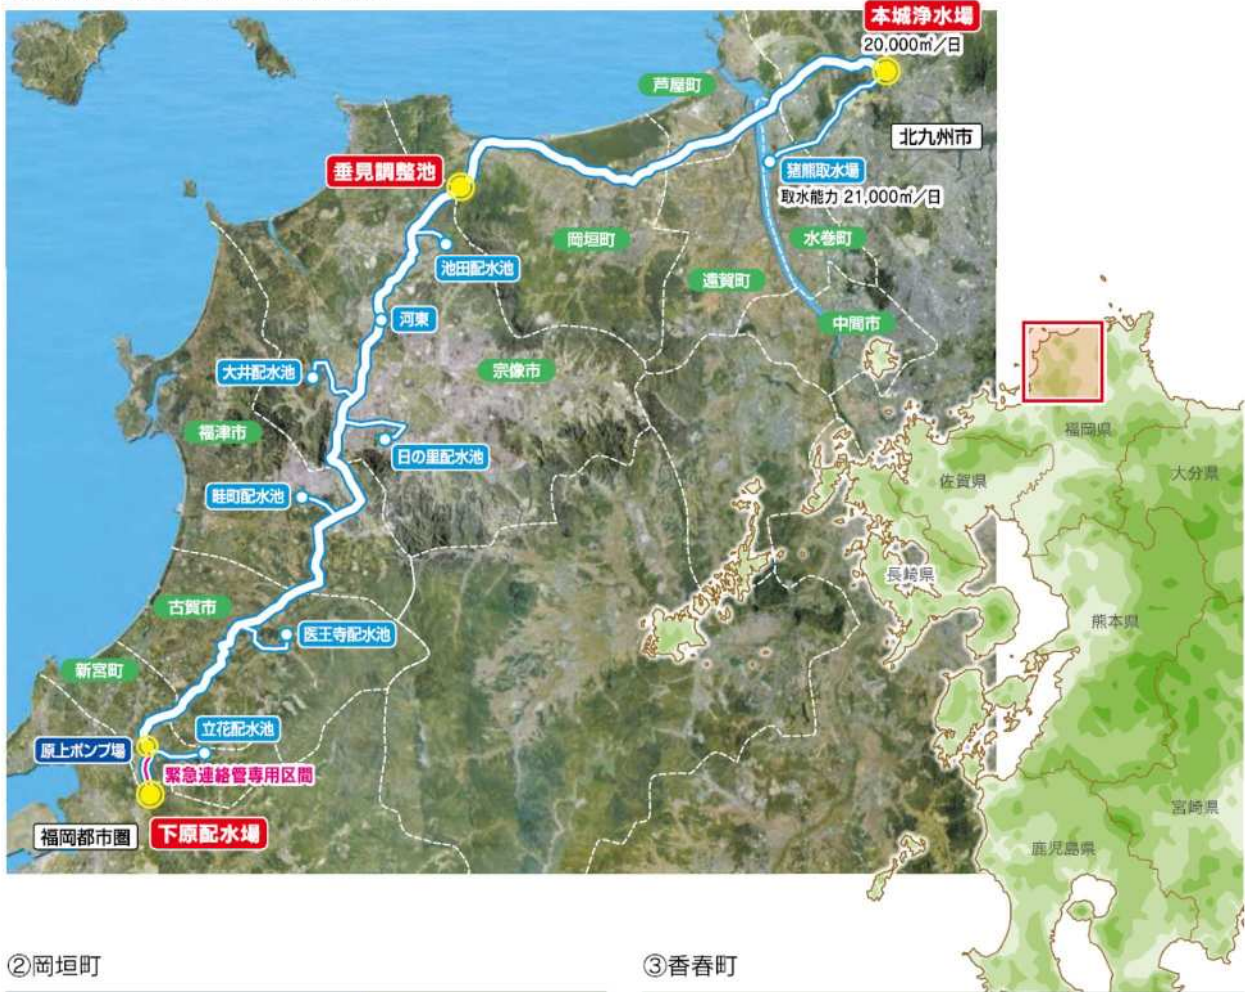 本城浄水場
20,000㎥/日
芦屋町
北九州市
垂見調整池
猪熊取水場
取水能力 21,000㎥/日
岡垣町
水巻町
池田配水池
遠賀町
河東
中間市
大井配水池
宗像市
福津市
日の里配水池
畦町配水池
古賀市
医王寺配水池
新宮町
立花配水池
原上ポンプ場
緊急連絡管専用区間
福岡都市圏
下原配水場
福岡県
佐賀県
大分県
長崎県
熊本県
宮崎県
鹿児島県
②岡垣町
③香春町